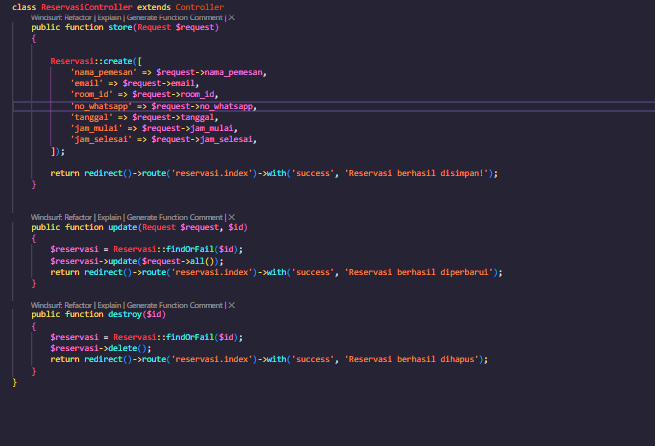 class ReservasiController extends Controller
Windsurf: Refactor | Explain | Generate Function Comment | X
public function store(Request $request)
{
Reservasi::create([
'nama_pemesan' => $request->nama_pemesan,
'email' => $request->email,
'room_id' => $request->room_id,
'no_whatsapp' => $request->no_whatsapp,
'tanggal' => $request->tanggal,
'jam_mulai' => $request->jam_mulai,
'jam_selesai' => $request->jam_selesai,
]);
return redirect()->route('reservasi.index')->with('success', 'Reservasi berhasil disimpan!');
}
Windsurf: Refactor | Explain | Generate Function Comment | X
public function update(Request $request, $id)
{
$reservasi = Reservasi::findOrFail($id);
$reservasi->update($request->all());
return redirect()->route('reservasi.index')->with('success', 'Reservasi berhasil diperbarui');
}
Windsurf: Refactor | Explain | Generate Function Comment | X
public function destroy($id)
{
$reservasi = Reservasi::findOrFail($id);
$reservasi->delete();
return redirect()->route('reservasi.index')->with('success', 'Reservasi berhasil dihapus');
}
}